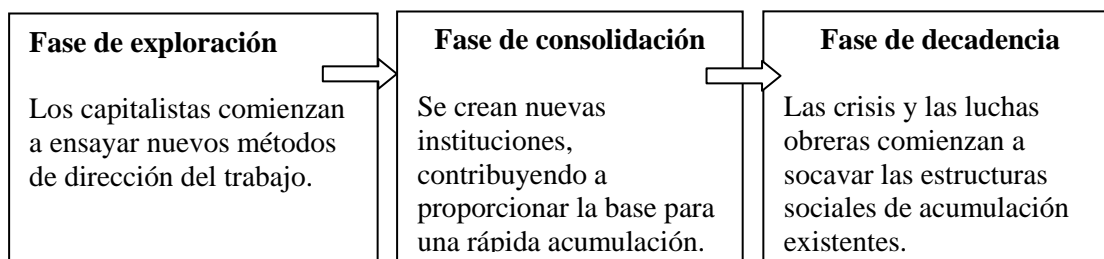 Fase de exploración
Los capitalistas comienzan
a ensayar nuevos métodos
de dirección del trabajo.
Fase de consolidación
Se crean nuevas
instituciones,
contribuyendo a
proporcionar la base para
una rápida acumulación.
Fase de decadencia
Las crisis y las luchas
obreras comienzan a
socavar las estructuras
sociales de acumulación
existentes.